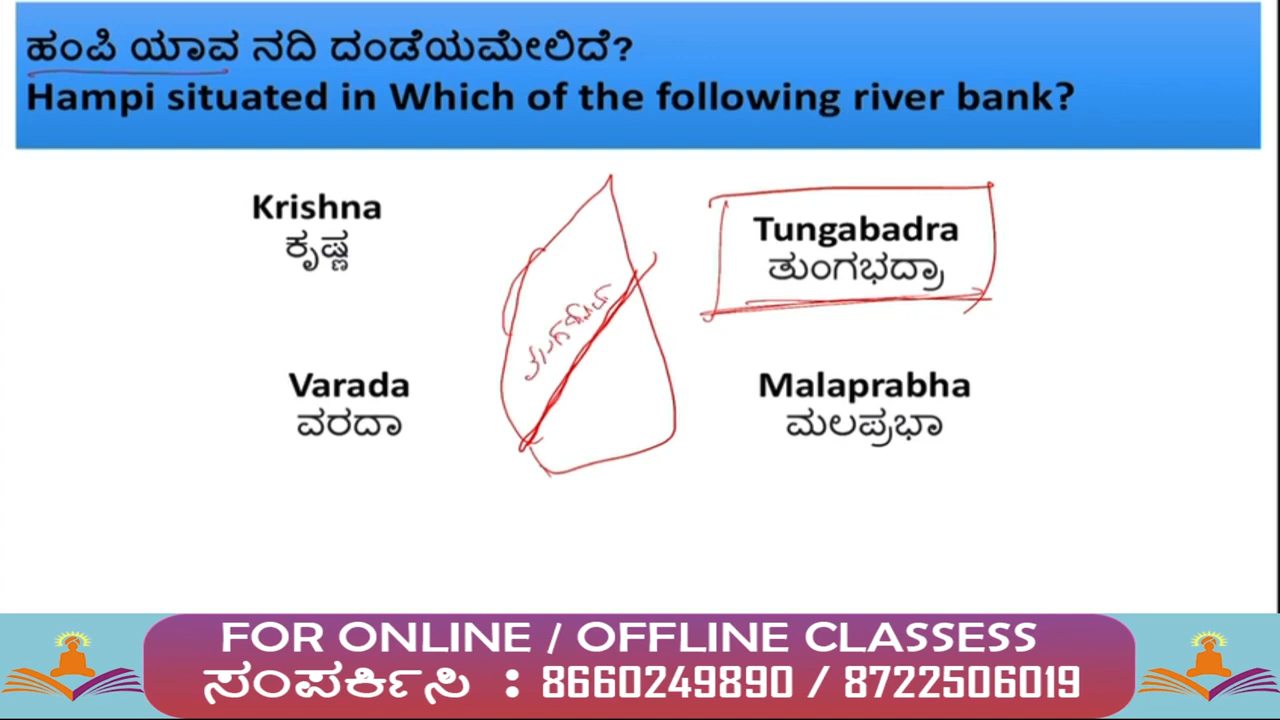 ಹಂಪಿ ಯಾವ ನದಿ ದಂಡೆಯಮೇಲಿದೆ?
Hampi situated in Which of the following river bank?
Krishna
ಕೃಷ್ಣ
Tungabadra
ತುಂಗಭದ್ರಾ
Varada
ವರದಾ
Malaprabha
ಮಲಪ್ರಭಾ
FOR ONLINE / OFFLINE CLASSESS
ಸಂಪರ್ಕಿಸಿ : 8660249890 / 8722506019